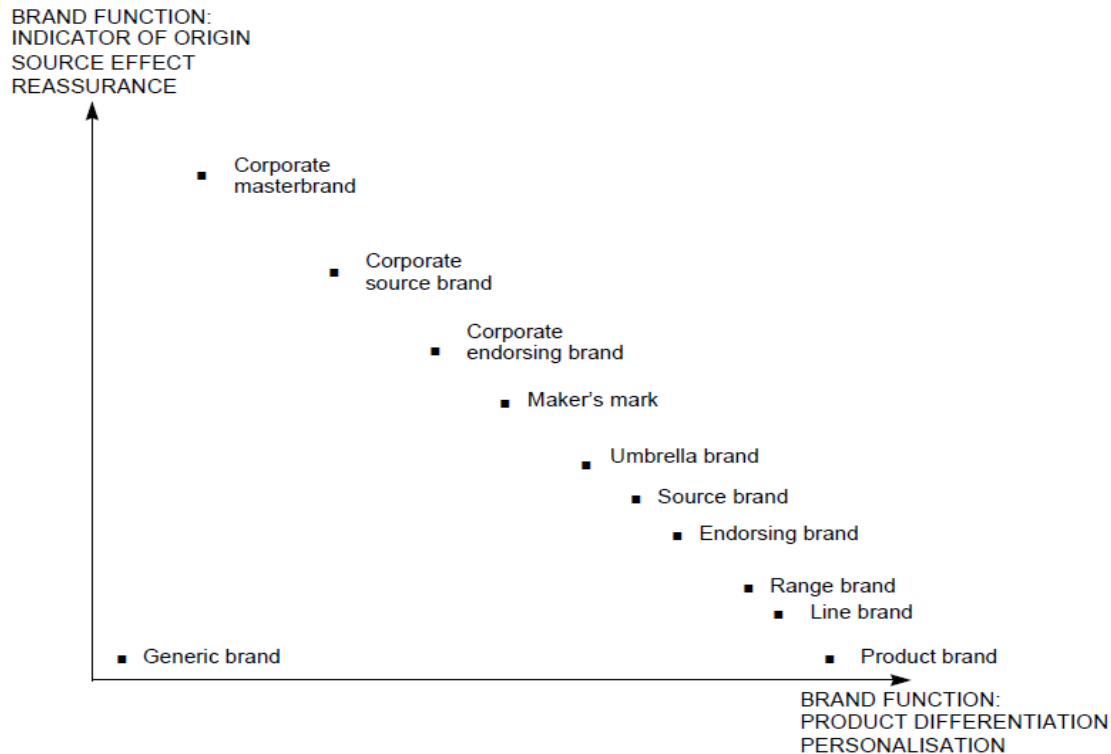 BRAND FUNCTION:
INDICATOR OF ORIGIN
SOURCE EFFECT
REASSURANCE
Corporate
masterbrand
Corporate
source brand
Corporate
endorsing brand
Maker’s mark
Umbrella brand
Source brand
Endorsing brand
Range brand
Line brand
Generic brand
Product brand
BRAND FUNCTION:
PRODUCT DIFFERENTIATION
PERSONALISATION